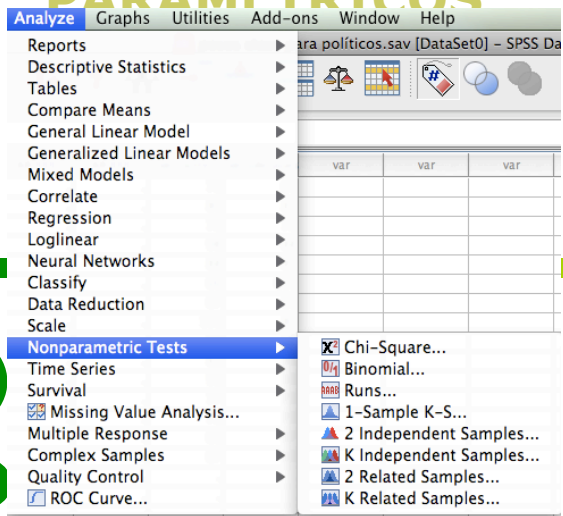 PARAMÉTRICOS
Analyze Graphs Utilities Add-ons Window Help
ara políticos.sav [DataSet0] – SPSS Da
Reports
Descriptive Statistics
Tables
Compare Means
General Linear Model
Generalized Linear Models
var var var
Mixed Models
Correlate
Regression
Loglinear
Neural Networks
Classify
Data Reduction
Scale
Nonparametric Tests
Time Series
Survival
Missing Value Analysis...
Multiple Response
Complex Samples
Quality Control
ROC Curve...
Chi-Square...
Binomial...
Runs...
1-Sample K-S...
2 Independent Samples...
K Independent Samples...
2 Related Samples...
K Related Samples...